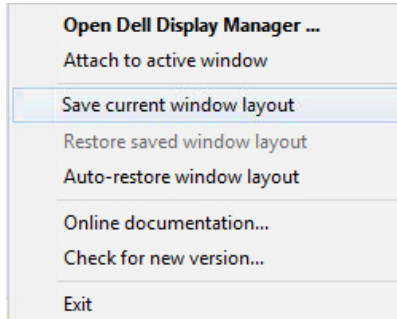 Open Dell Display Manager ...
Attach to active window
Save current window layout
Restore saved window layout
Auto-restore window layout
Online documentation...
Check for new version...
Exit